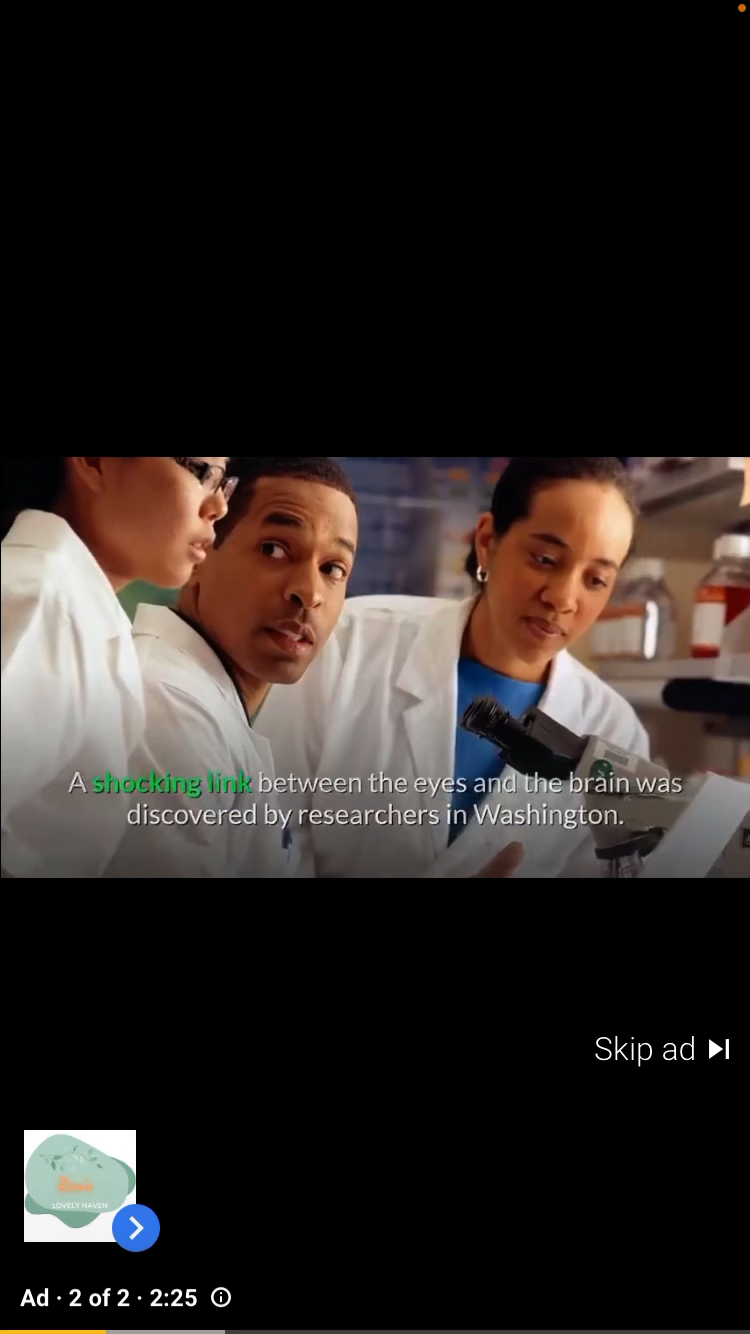 A shocking link between the eyes and the brain was
discovered by researchers in Washington.
Skip ad
LOVELY HAVEN
Ad · 2 of 2 · 2:25